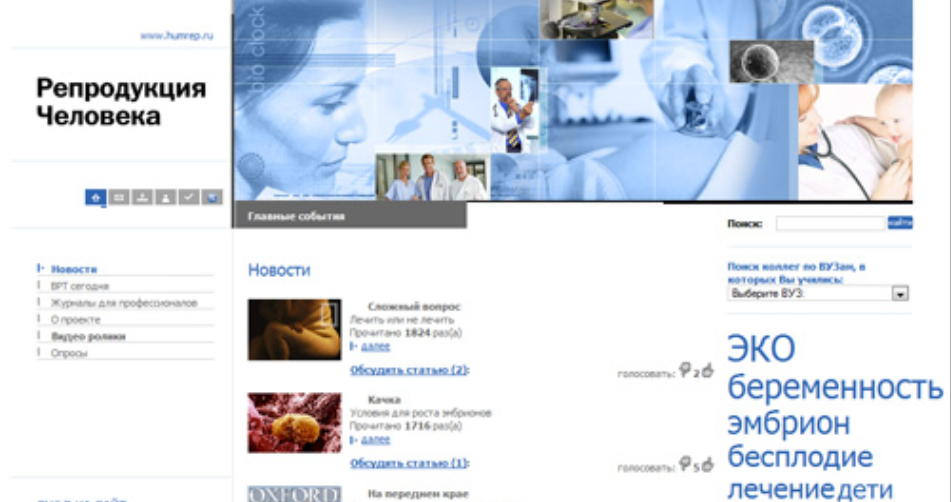 www.humrep.ru
Репродукция
Человека
bio clock
Главные события
Поиск:
найти
Новости
ВРТ сегодня
Журналы для профессионалов
О проекте
Видео ролики
Опросы
Новости
Сложный вопрос
Лечить или не лечить
Прочитано 1824 раз(а)
далее
Обсудить статью (2):
голосовать: 2
Качка
Условия для роста эмбрионов
Прочитано 1716 раз(а)
далее
Обсудить статью (1):
голосовать: 5
OXFORD
На переднем крае
Поиск коллег по ВУЗам, в
которых Вы учились:
Выберите ВУЗ:
ЭКО
беременность
эмбрион
бесплодие
лечение дети